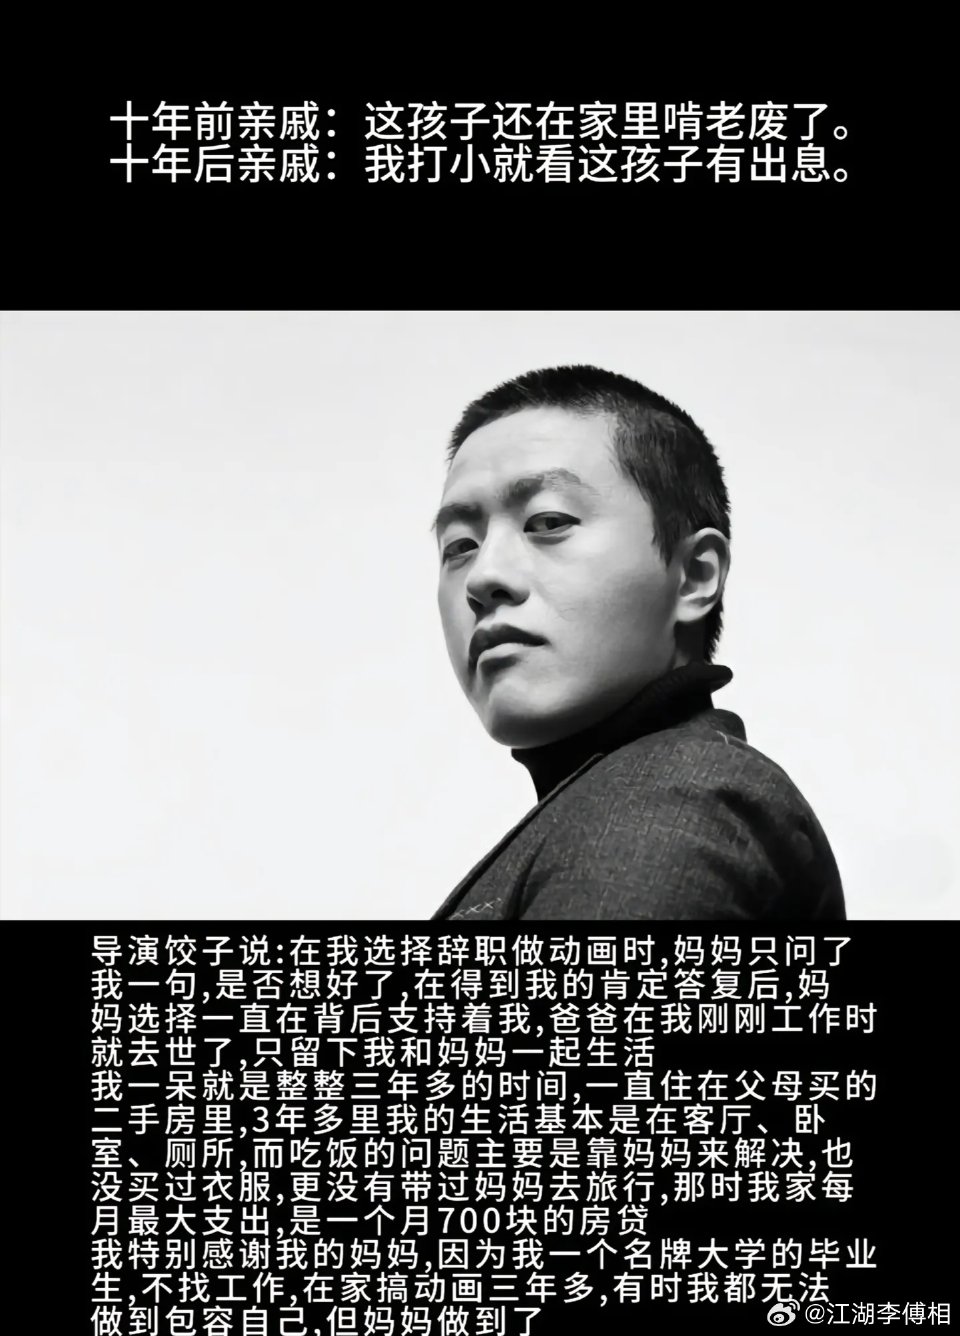 十年前亲戚：这孩子还在家里啃老废了。
十年后亲戚：我打小就看这孩子有出息。
导演饺子说:在我选择辞职做动画时,妈妈只问了
我一句,是否想好了,在得到我的肯定答复后,妈
妈选择一直在背后支持着我,爸爸在我刚刚工作时
就去世了,只留下我和妈妈一起生活
我一呆就是整整三年多的时间,一直住在父母买的
二手房里,3年多里我的生活基本是在客厅、卧
室、厕所,而吃饭的问题主要是靠妈妈来解决,也
没买过衣服,更没有带过妈妈去旅行,那时我家每
月最大支出,是一个月700块的房贷
我特别感谢我的妈妈,因为我一个名牌大学的毕业
生,不找工作,在家搞动画三年多,有时我都无法
做到包容自己,但妈妈做到了
@江湖李傅相